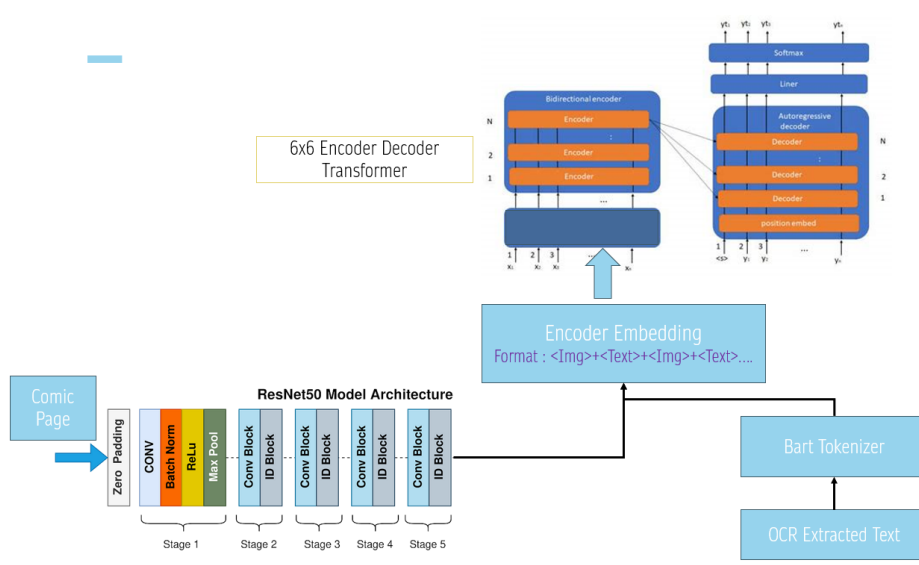 yt₁ yt₂ yt₃ ytₙ
Softmax
Liner
Bidirectional encoder
Autoregressive
decoder
N
Encoder
Decoder
N
:
:
2
Encoder
Decoder
2
1
Encoder
Decoder
1
...
position embed
1 2 3 ...
x₁ x₂ x₃ xₙ
1 2 3 ...
<s> y₁ y₂ yₙ
6x6 Encoder Decoder
Transformer
Encoder Embedding
Format : <Img>+<Text>+<Img>+<Text>....
Comic
Page
ResNet50 Model Architecture
Zero Padding
CONV
Batch Norm
ReLu
Max Pool
Conv Block
ID Block
Conv Block
ID Block
Conv Block
ID Block
Conv Block
ID Block
Stage 1 Stage 2 Stage 3 Stage 4 Stage 5
Bart Tokenizer
OCR Extracted Text